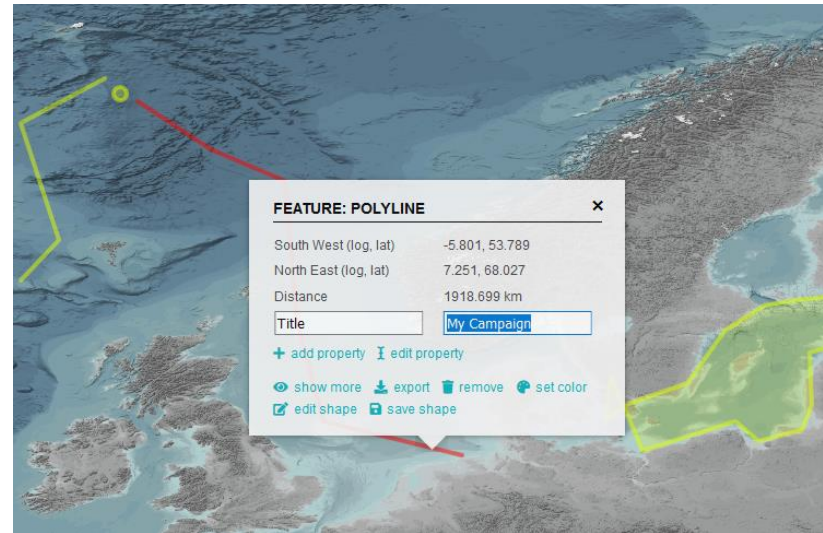 FEATURE: POLYLINE ×
South West (log, lat) -5.801, 53.789
North East (log, lat) 7.251, 68.027
Distance 1918.699 km
Title My Campaign
+ add property edit property
show more export remove set color
edit shape save shape